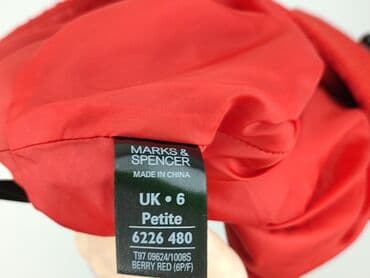 MARKS &
SPENCER
MADE IN CHINA
UK • 6
Petite
6226 480
T97 09624/1008S
BERRY RED (6P/F)